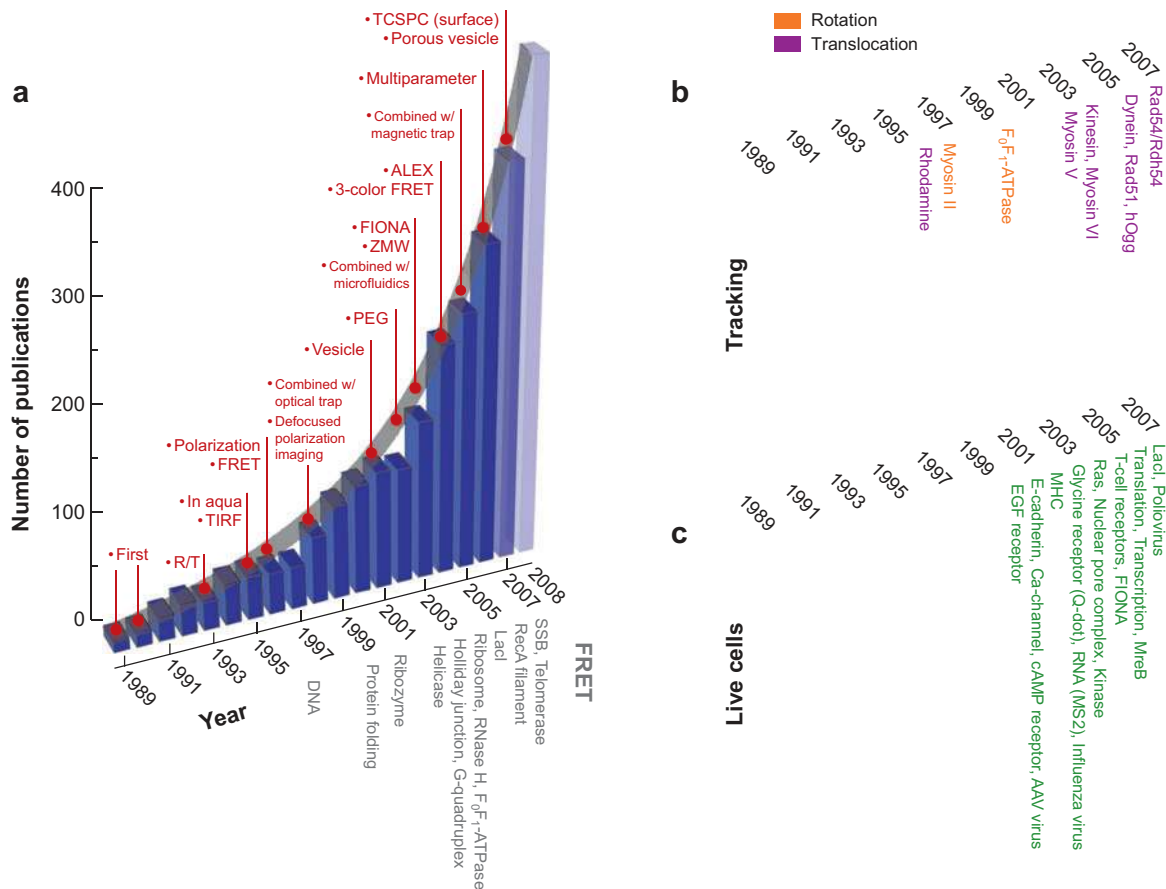 a
Number of publications
400
300
200
100
0
• First
• R/T
• In aqua
• TIRF
• Polarization
• FRET
• Combined w/
optical trap
• Defocused
polarization
imaging
• Vesicle
• PEG
• FIONA
• ZMW
• Combined w/
microfluidics
• ALEX
• 3-color FRET
• Combined w/
magnetic trap
• Multiparameter
• TCSPC (surface)
• Porous vesicle
1989
1991
1993
1995
1997
1999
2001
2003
2005
2007
2008
Year
DNA
Protein folding
Ribozyme
Helicase
Holliday junction, G-quadruplex
Ribosome, RNase H, F₀F₁-ATPase
LacI
RecA filament
SSB, Telomerase
FRET
Rotation
Translocation
b
Tracking
1989
1991
1993
1995
1997
1999
2001
2003
2005
2007
Rhodamine
Myosin II
F₀F₁-ATPase
Myosin V
Kinesin, Myosin VI
Dynein, Rad51, hOgg
Rad54/Rdh54
c
Live cells
1989
1991
1993
1995
1997
1999
2001
2003
2005
2007
EGF receptor
E-cadherin, Ca-channel, cAMP receptor, AAV virus
MHC
Glycine receptor (Q-dot), RNA (MS2), Influenza virus
Ras, Nuclear pore complex, Kinase
T-cell receptors, FIONA
Translation, Transcription, MreB
LacI, Poliovirus